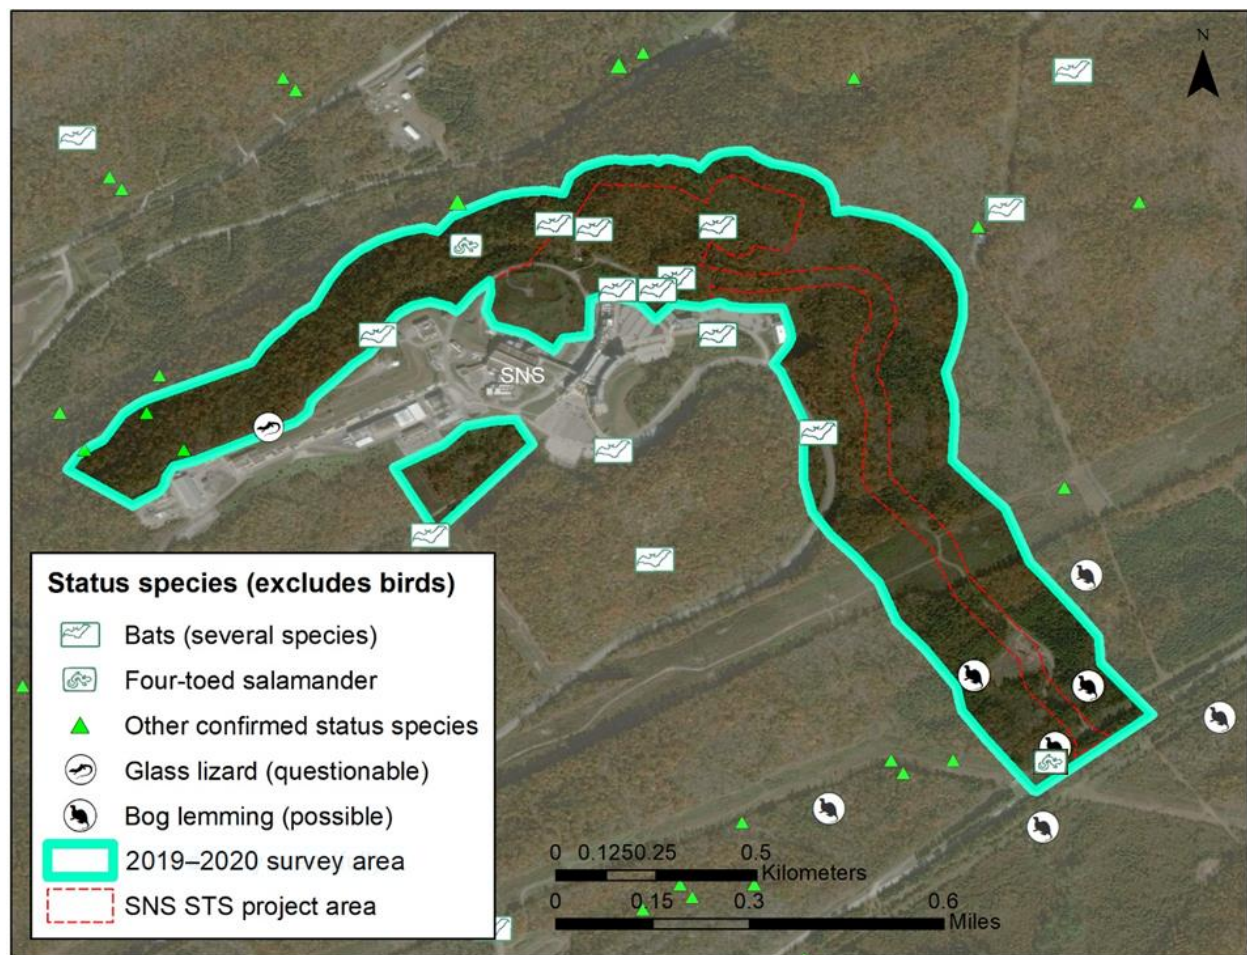 N
SNS
Status species (excludes birds)
Bats (several species)
Four-toed salamander
Other confirmed status species
Glass lizard (questionable)
Bog lemming (possible)
2019–2020 survey area
SNS STS project area
0 0.1250.25 0.5
Kilometers
0 0.15 0.3 0.6
Miles